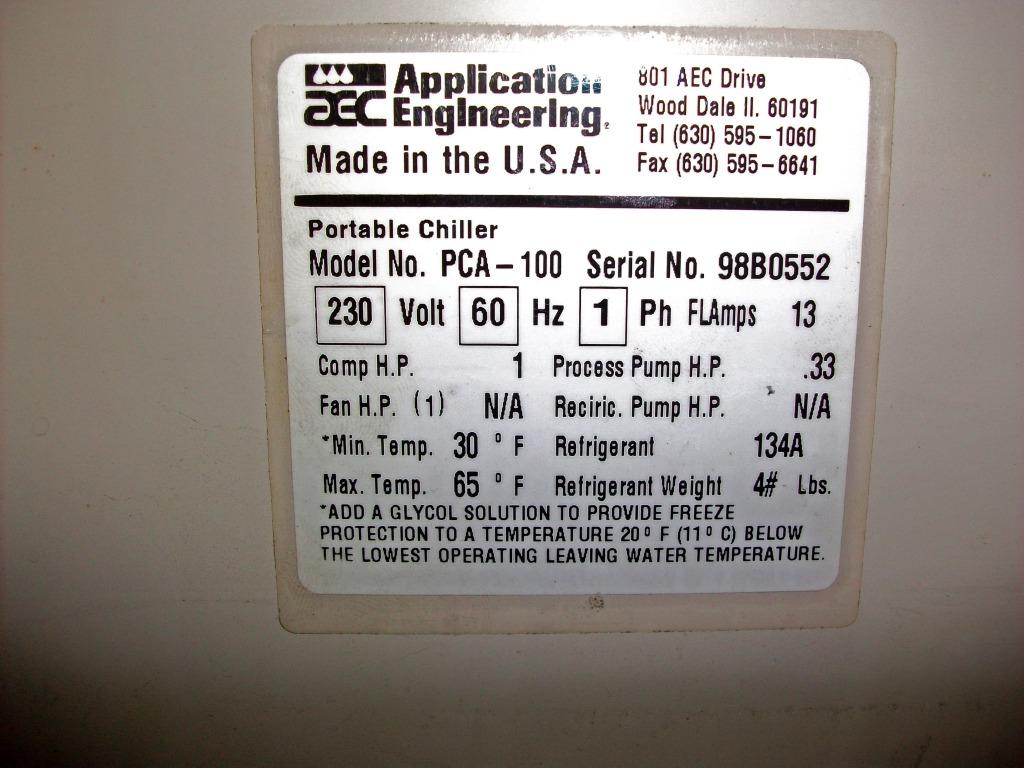 AEC Application
Engineering.
Made in the U.S.A.
801 AEC Drive
Wood Dale Il. 60191
Tel (630) 595-1060
Fax (630) 595-6641
Portable Chiller
Model No. PCA-100 Serial No. 98B0552
230 Volt 60 Hz 1 Ph FLAmps 13
Comp H.P. 1 Process Pump H.P. .33
Fan H.P. (1) N/A Reciric. Pump H.P. N/A
*Min. Temp. 30 ° F Refrigerant 134A
Max. Temp. 65 ° F Refrigerant Weight 4# Lbs.
*ADD A GLYCOL SOLUTION TO PROVIDE FREEZE
PROTECTION TO A TEMPERATURE 20° F (11° C) BELOW
THE LOWEST OPERATING LEAVING WATER TEMPERATURE.